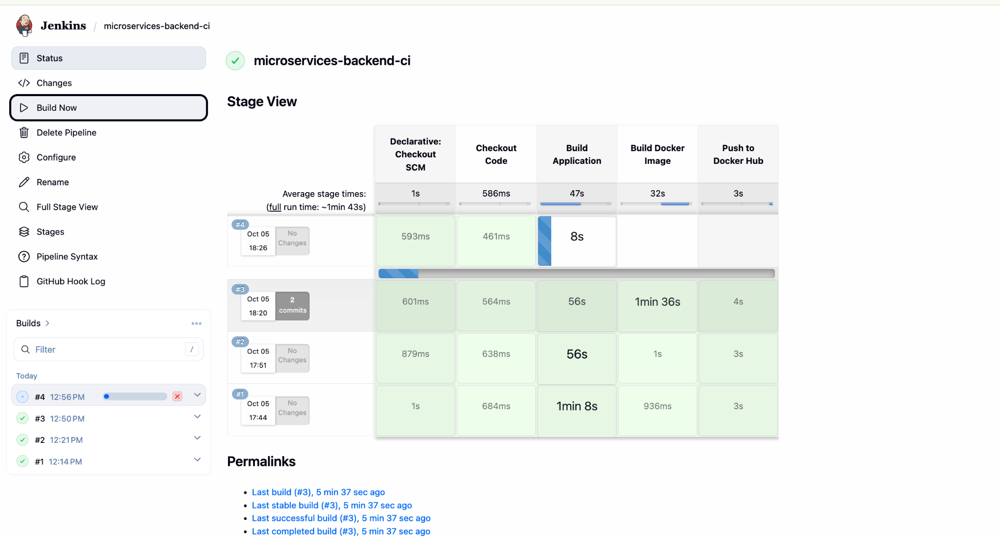 Jenkins / microservices-backend-ci
Status
Changes
Build Now
Delete Pipeline
Configure
Rename
Full Stage View
Stages
Pipeline Syntax
GitHub Hook Log
Builds
Filter /
Today
#4 12:56 PM
#3 12:50 PM
#2 12:21 PM
#1 12:14 PM
microservices-backend-ci
Stage View
Declarative: Checkout SCM
Checkout Code
Build Application
Build Docker Image
Push to Docker Hub
Average stage times:
(full run time: ~1min 43s)
1s 586ms 47s 32s 3s
#4
Oct 05
18:26
No Changes
593ms 461ms 8s
#3
Oct 05
18:20
2 commits
601ms 564ms 56s 1min 36s 4s
#2
Oct 05
17:51
No Changes
879ms 638ms 56s 1s 3s
#1
Oct 05
17:44
No Changes
1s 684ms 1min 8s 936ms 3s
Permalinks
Last build (#3), 5 min 37 sec ago
Last stable build (#3), 5 min 37 sec ago
Last successful build (#3), 5 min 37 sec ago
Last completed build (#3), 5 min 37 sec ago